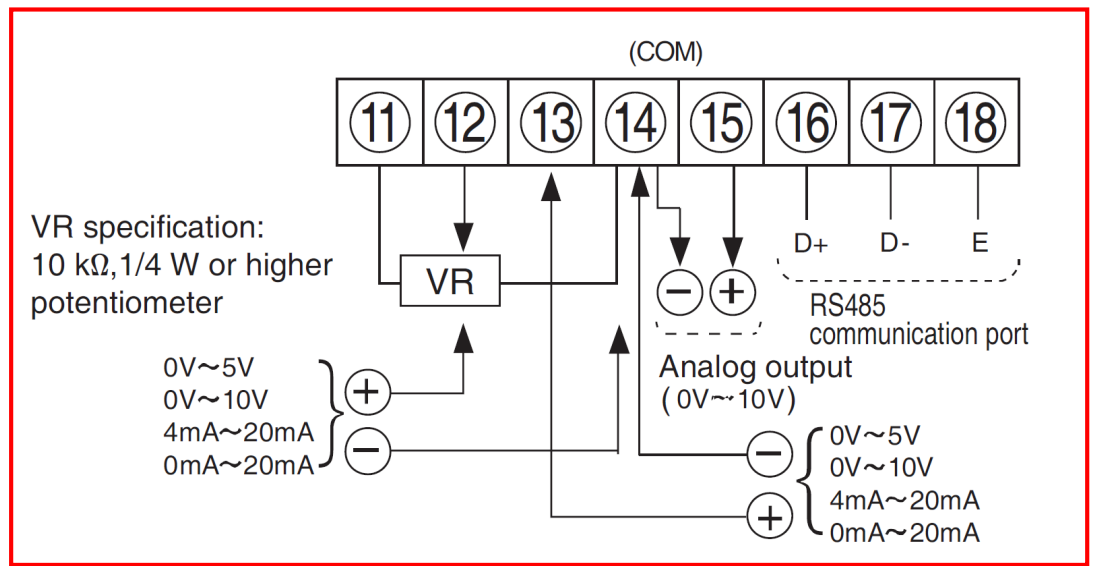 (COM)
11 12 13 14 15 16 17 18
VR specification:
10 kΩ,1/4 W or higher
potentiometer
VR
D+ D- E
− +
RS485
communication port
Analog output
(0V～10V)
0V～5V
0V～10V
4mA～20mA
0mA～20mA
+
−
−
+
0V～5V
0V～10V
4mA～20mA
0mA～20mA